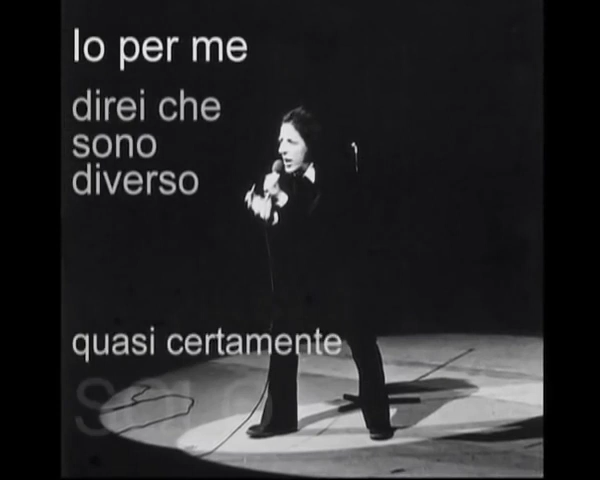 Io per me
direi che
sono
diverso
quasi certamente